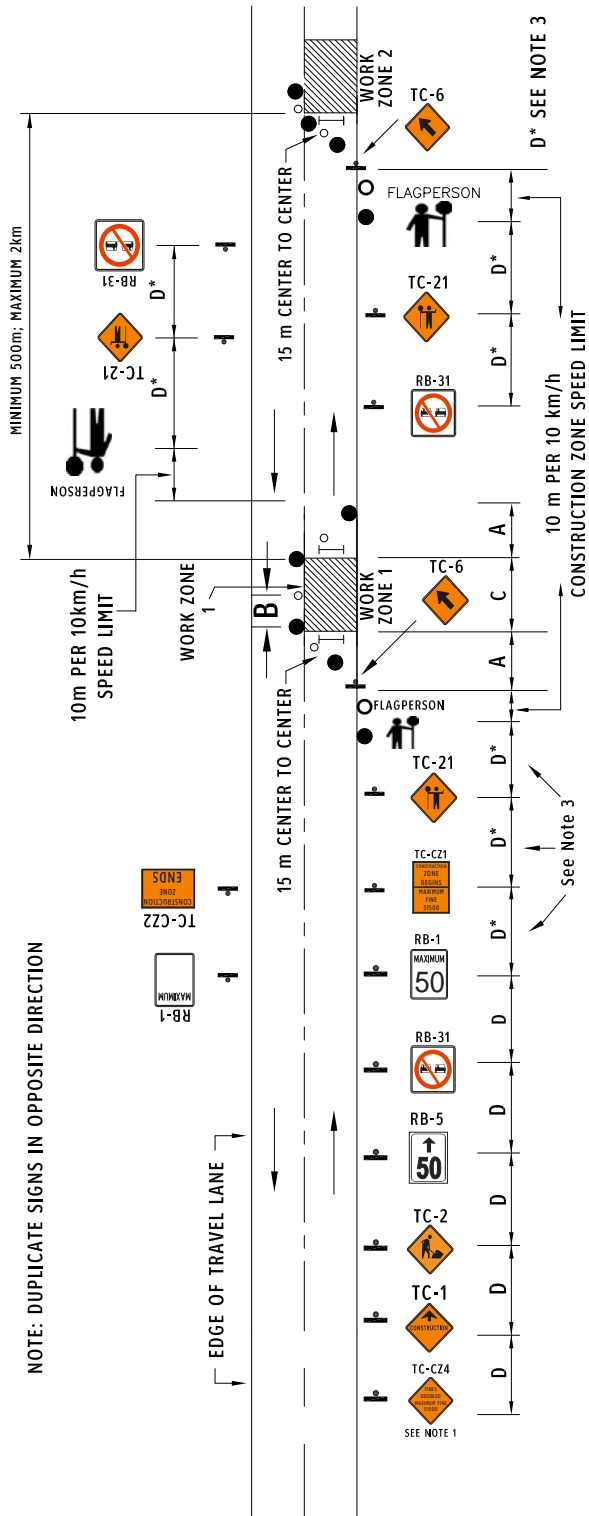 NOTE: DUPLICATE SIGNS IN OPPOSITE DIRECTION
MINIMUM 500m; MAXIMUM 2km
RB-31
D*
TC-21
D*
FLAGPERSON
10m PER 10km/h
SPEED LIMIT
WORK ZONE
1
B
CONSTRUCTION
ZONE
ENDS
TC-CZ2
MAXIMUM
RB-1
EDGE OF TRAVEL LANE
15 m CENTER TO CENTER
15 m CENTER TO CENTER
WORK
ZONE 2
WORK
ZONE 1
SEE NOTE 1
TC-CZ4
FINES
DOUBLED
MAXIMUM FINE
$1500
TC-1
CONSTRUCTION
TC-2
RB-5
50
RB-31
RB-1
MAXIMUM
50
TC-CZ1
CONSTRUCTION
ZONE
BEGINS
MAXIMUM
FINE
$1500
TC-21
FLAGPERSON
TC-6
RB-31
TC-21
FLAGPERSON
TC-6
D
D
D
D
D
D*
D*
D*
A
C
A
D*
D*
See Note 3
10 m PER 10 km/h
CONSTRUCTION ZONE SPEED LIMIT
D* SEE NOTE 3